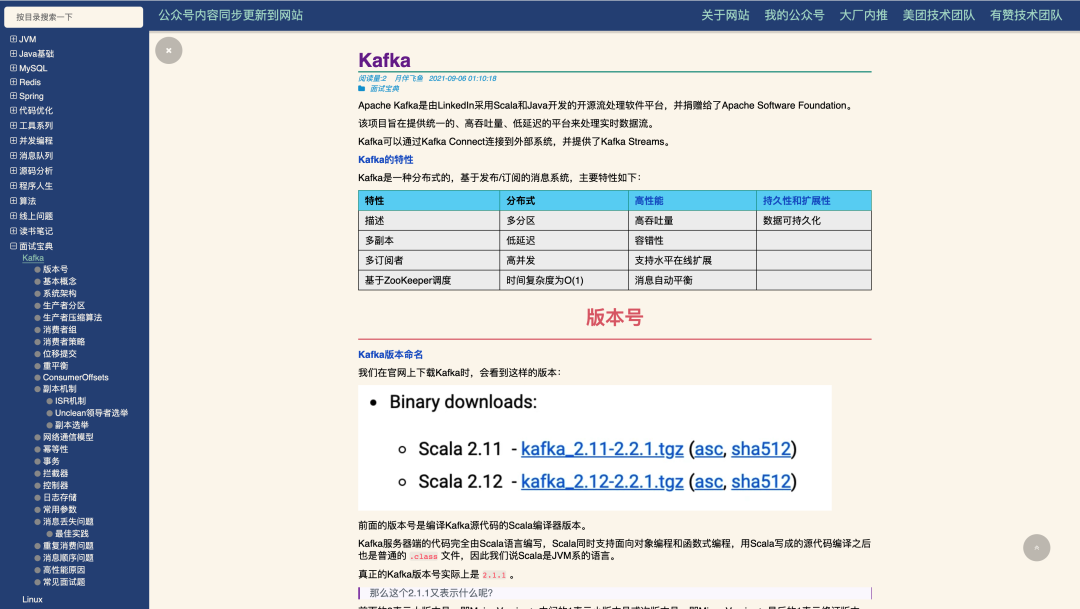 按目录搜索一下
公众号内容同步更新到网站
关于网站 我的公众号 大厂内推 美团技术团队 有赞技术团队
JVM
Java基础
MySQL
Redis
Spring
代码优化
工具系列
并发编程
消息队列
源码分析
程序人生
算法
线上问题
读书笔记
面试宝典
Kafka
版本号
基本概念
系统架构
生产者分区
生产者压缩算法
消费者组
消费者策略
位移提交
重平衡
ConsumerOffsets
副本机制
ISR机制
Unclean领导者选举
副本选举
网络通信模型
幂等性
事务
拦截器
控制器
日志存储
常用参数
消息丢失问题
最佳实践
重复消费问题
消息顺序问题
高性能原因
常见面试题
Linux
Kafka
阅读量:2 月伴飞鱼 2021-09-06 01:10:18
面试宝典
Apache Kafka是由LinkedIn采用Scala和Java开发的开源流处理软件平台，并捐赠给了Apache Software Foundation。
该项目旨在提供统一的、高吞吐量、低延迟的平台来处理实时数据流。
Kafka可以通过Kafka Connect连接到外部系统，并提供了Kafka Streams。
Kafka的特性
Kafka是一种分布式的，基于发布/订阅的消息系统，主要特性如下：
特性 分布式 高性能 持久性和扩展性
描述 多分区 高吞吐量 数据可持久化
多副本 低延迟 容错性
多订阅者 高并发 支持水平在线扩展
基于ZooKeeper调度 时间复杂度为O(1) 消息自动平衡
版本号
Kafka版本命名
我们在官网上下载Kafka时，会看到这样的版本：
• Binary downloads:
Scala 2.11 - kafka_2.11-2.2.1.tgz (asc, sha512)
Scala 2.12 - kafka_2.12-2.2.1.tgz (asc, sha512)
前面的版本号是编译Kafka源代码的Scala编译器版本。
Kafka服务器端的代码完全由Scala语言编写，Scala同时支持面向对象编程和函数式编程，用Scala写成的源代码编译之后
也是普通的 .class 文件，因此我们说Scala是JVM系的语言。
真正的Kafka版本号实际上是 2.1.1 。
那么这个2.1.1又表示什么呢?